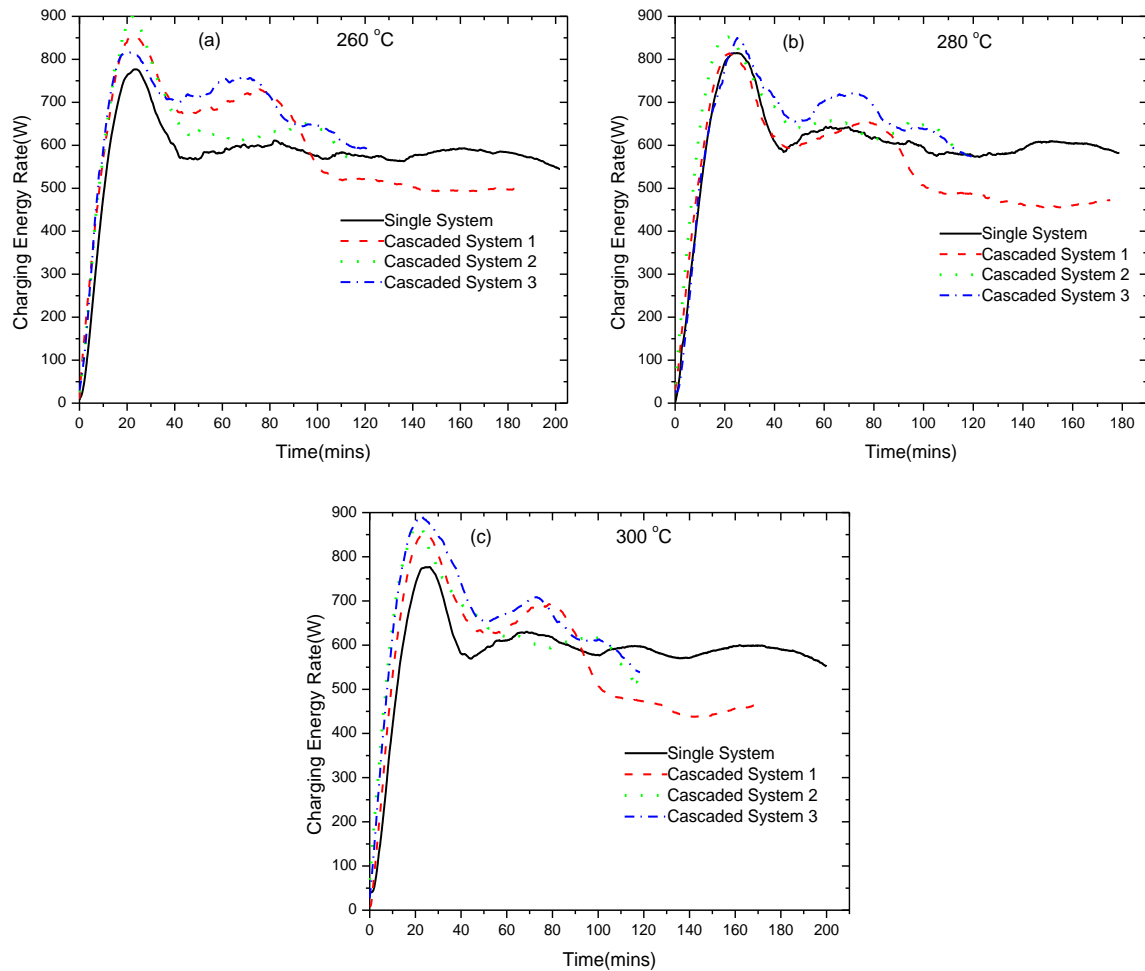 (a) 260 °C
900
800
700
600
500
400
300
200
100
0
Charging Energy Rate(W)
Single System
Cascaded System 1
Cascaded System 2
Cascaded System 3
0 20 40 60 80 100 120 140 160 180 200
Time(mins)
(b) 280 °C
900
800
700
600
500
400
300
200
100
0
Charging Energy Rate(W)
Single System
Cascaded System 1
Cascaded System 2
Cascaded System 3
0 20 40 60 80 100 120 140 160 180
Time(mins)
(c) 300 °C
900
800
700
600
500
400
300
200
100
0
Charging Energy Rate(W)
Single System
Cascaded System 1
Cascaded System 2
Cascaded System 3
0 20 40 60 80 100 120 140 160 180 200
Time(mins)